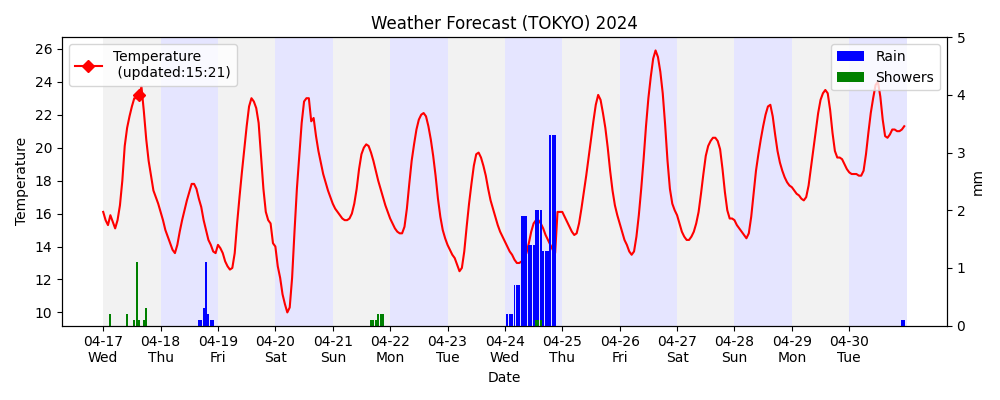 Weather Forecast (TOKYO) 2024
Temperature
(updated:15:21)
Rain
Showers
Temperature
26
24
22
20
18
16
14
12
10
5
4
3
2
1
0
mm
04-17 04-18 04-19 04-20 04-21 04-22 04-23 04-24 04-25 04-26 04-27 04-28 04-29 04-30
Wed Thu Fri Sat Sun Mon Tue Wed Thu Fri Sat Sun Mon Tue
Date